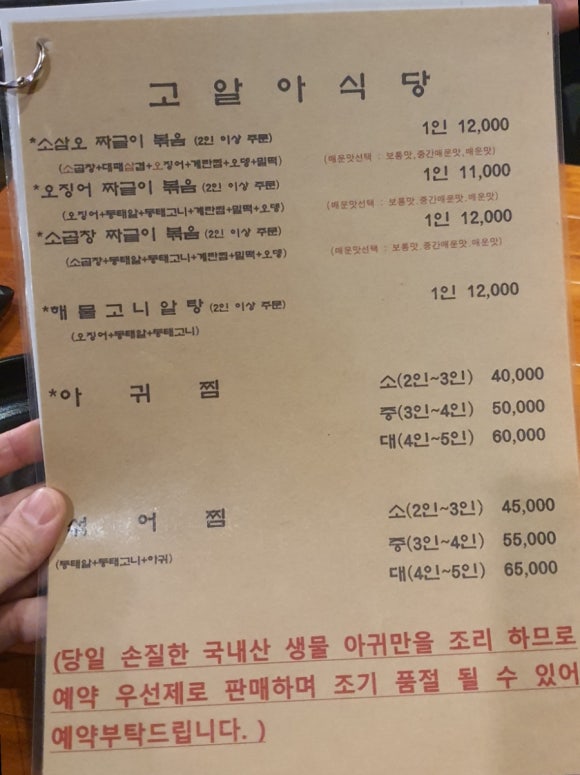 고 알 아 식 당
*소삼오 짜글이 볶음 (2인 이상 주문) 1인 12,000
(소곱창+대패삼겹+오징어+계란찜+오뎅+밀떡) (매운맛선택 : 보통맛,중간매운맛,매운맛)
*오징어 짜글이 볶음 (2인 이상 주문) 1인 11,000
(오징어+동태알+동태고니+계란찜+밀떡+오뎅) (매운맛선택 : 보통맛,중간매운맛,매운맛)
*소곱창 짜글이 볶음 (2인 이상 주문) 1인 12,000
(소곱창+동태알+동태고니+계란찜+밀떡+오뎅) (매운맛선택 : 보통맛,중간매운맛,매운맛)
*해 물 고 니 알 탕 (2인 이상 주문) 1인 12,000
(오징어+동태알+동태고니)
*아 귀 찜 소(2인~3인) 40,000
중(3인~4인) 50,000
대(4인~5인) 60,000
어 찜 소(2인~3인) 45,000
(동태알+동태고니+아귀) 중(3인~4인) 55,000
대(4인~5인) 65,000
(당일 손질한 국내산 생물 아귀만을 조리 하므로
예약 우선제로 판매하며 조기 품절 될 수 있어
예약부탁드립니다. )